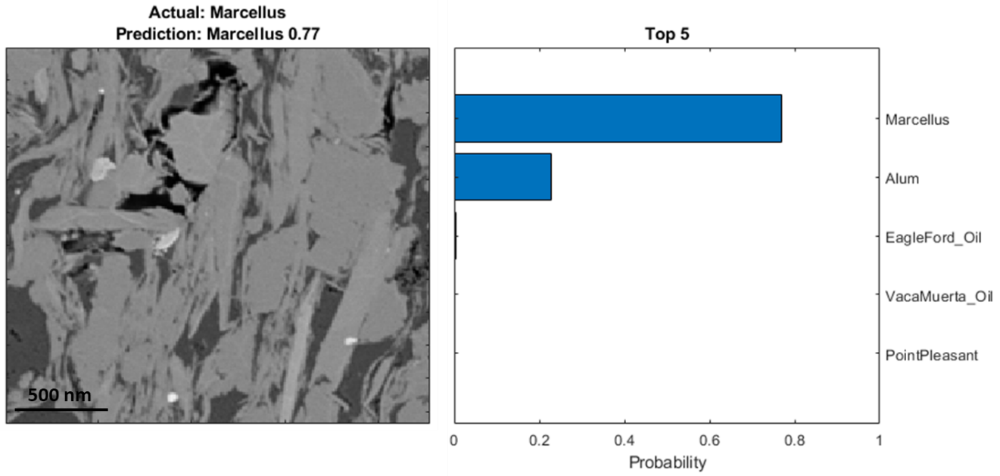 Actual: Marcellus
Prediction: Marcellus 0.77
500 nm
Top 5
Marcellus
Alum
EagleFord_Oil
VacaMuerta_Oil
PointPleasant
0 0.2 0.4 0.6 0.8 1
Probability